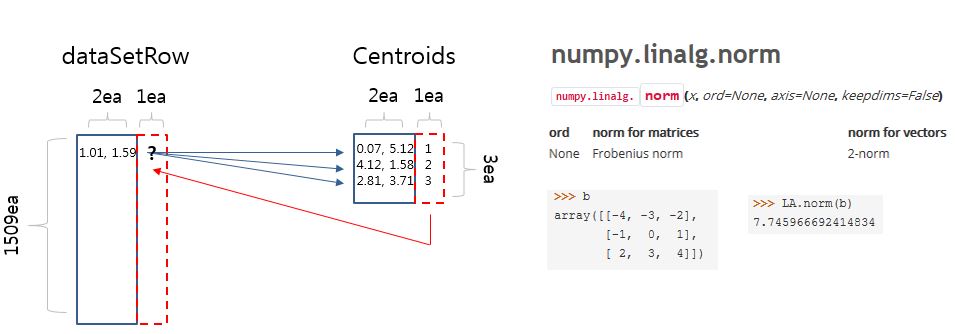 dataSetRow
2ea 1ea
1509ea
1.01, 1.59 ?
Centroids
2ea 1ea
0.07, 5.12 1
4.12, 1.58 2
2.81, 3.71 3
3ea
numpy.linalg.norm
numpy.linalg. norm (x, ord=None, axis=None, keepdims=False)
ord norm for matrices norm for vectors
None Frobenius norm 2-norm
>>> b
array([[-4, -3, -2],
[-1, 0, 1],
[ 2, 3, 4]])
>>> LA.norm(b)
7.745966692414834